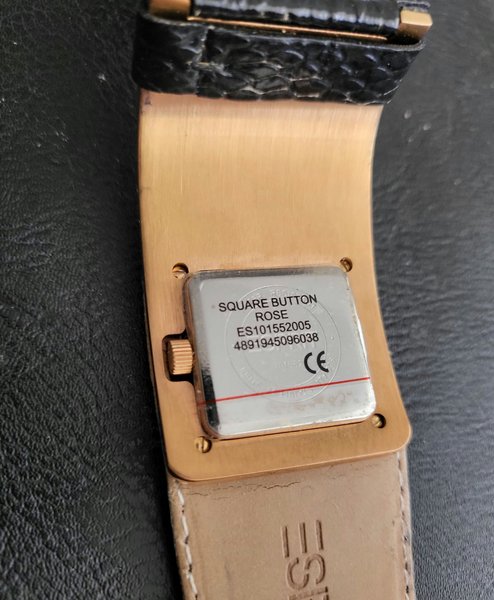 SQUARE BUTTON
ROSE
ES101552005
4891945096038
CE